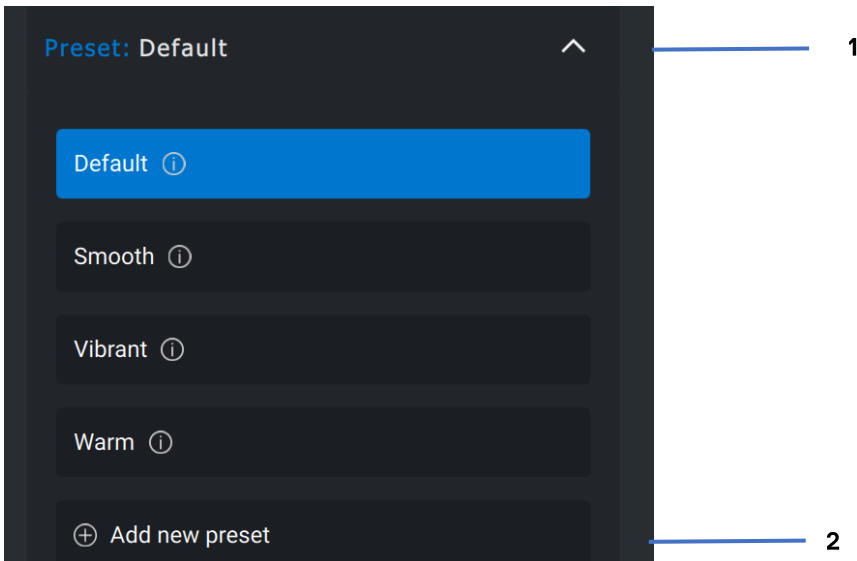 Preset: Default
1
Default
Smooth
Vibrant
Warm
Add new preset
2